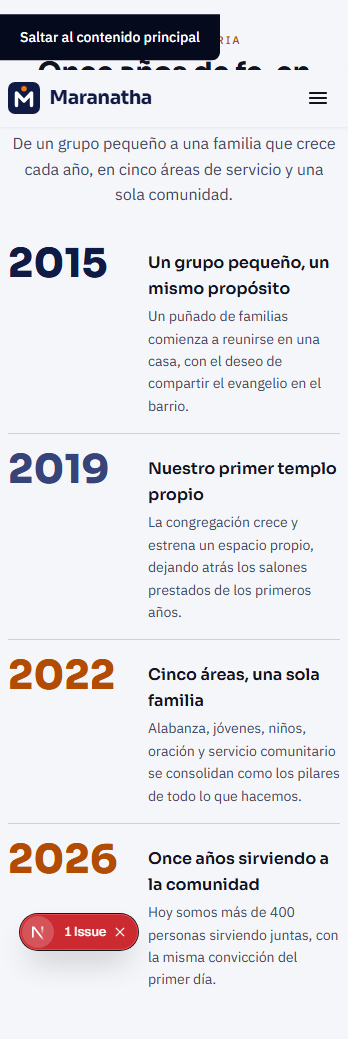 Saltar al contenido principal
RIA
Once años de fe, en
Maranatha
De un grupo pequeño a una familia que crece
cada año, en cinco áreas de servicio y una
sola comunidad.
2015
Un grupo pequeño, un
mismo propósito
Un puñado de familias
comienza a reunirse en una
casa, con el deseo de
compartir el evangelio en el
barrio.
2019
Nuestro primer templo
propio
La congregación crece y
estrena un espacio propio,
dejando atrás los salones
prestados de los primeros
años.
2022
Cinco áreas, una sola
familia
Alabanza, jóvenes, niños,
oración y servicio comunitario
se consolidan como los pilares
de todo lo que hacemos.
2026
Once años sirviendo a
la comunidad
Hoy somos más de 400
personas sirviendo juntas, con
la misma convicción del
primer día.
1 Issue